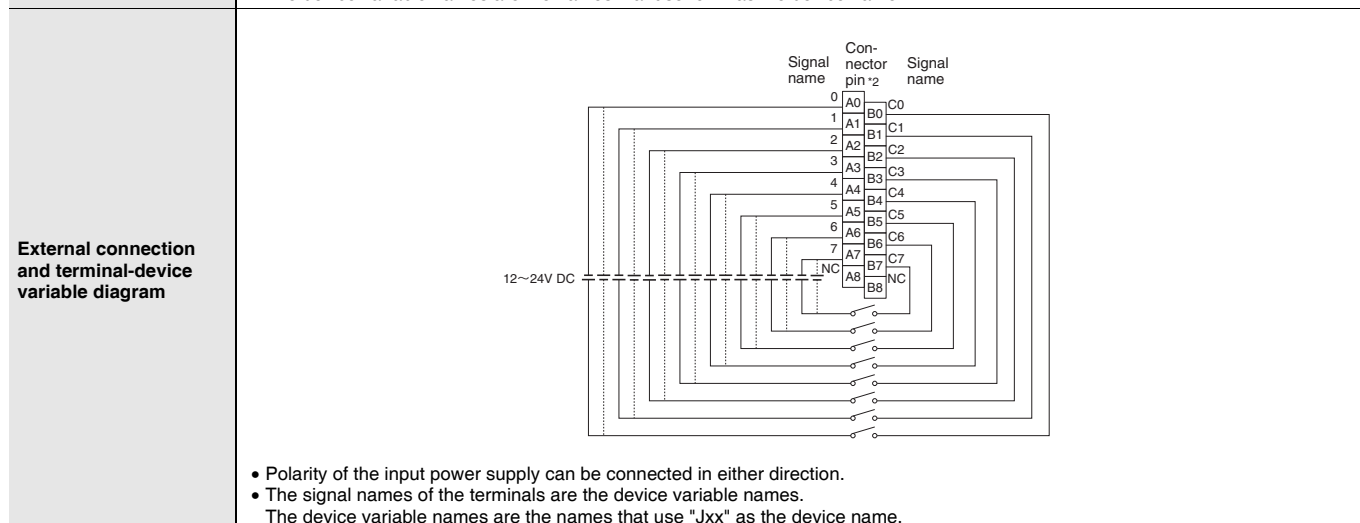 Signal name
Con-nector pin *2
Signal name
0 A0 B0 C0
1 A1 B1 C1
2 A2 B2 C2
3 A3 B3 C3
4 A4 B4 C4
5 A5 B5 C5
6 A6 B6 C6
7 A7 B7 C7
NC A8 B8 NC
12~24V DC
External connection
and terminal-device
variable diagram
• Polarity of the input power supply can be connected in either direction.
• The signal names of the terminals are the device variable names.
The device variable names are the names that use "Jxx" as the device name.